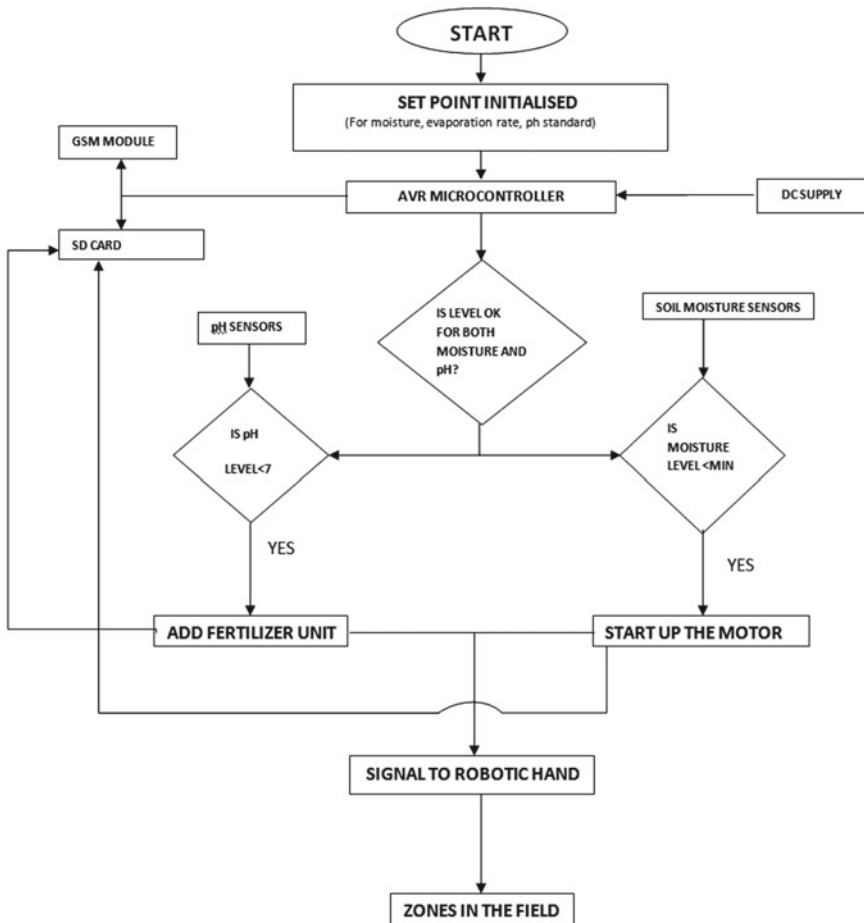 START
SET POINT INITIALISED
(For moisture, evaporation rate, ph standard)
GSM MODULE
AVR MICROCONTROLLER
DC SUPPLY
SD CARD
IS LEVEL OK
FOR BOTH
MOISTURE AND
pH?
pH SENSORS
SOIL MOISTURE SENSORS
IS pH
LEVEL<7
IS
MOISTURE
LEVEL <MIN
YES
YES
ADD FERTILIZER UNIT
START UP THE MOTOR
SIGNAL TO ROBOTIC HAND
ZONES IN THE FIELD